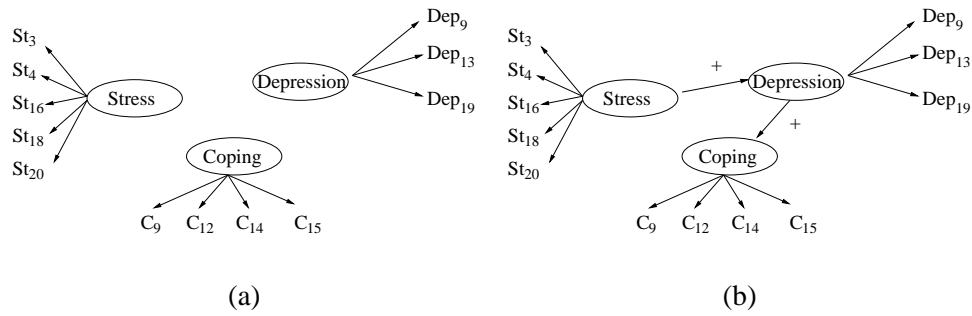 St3
St4
St16
St18
St20
Stress
Depression
Dep9
Dep13
Dep19
Coping
C9 C12 C14 C15
(a)
St3
St4
St16
St18
St20
Stress
+
Depression
Dep9
Dep13
Dep19
+
Coping
C9 C12 C14 C15
(b)